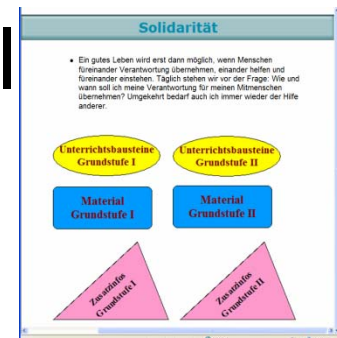 Solidarität
• Ein gutes Leben wird erst dann möglich, wenn Menschen
füreinander Verantwortung übernehmen, einander helfen und
füreinander einstehen. Täglich stehen wir vor der Frage: Wie und
wann soll ich meine Verantwortung für meinen Mitmenschen
übernehmen? Umgekehrt bedarf auch ich immer wieder der Hilfe
anderer.
Unterrichtsbausteine
Grundstufe I
Unterrichtsbausteine
Grundstufe II
Material
Grundstufe I
Material
Grundstufe II
Zusatzinfos
Grundstufe I
Zusatzinfos
Grundstufe II